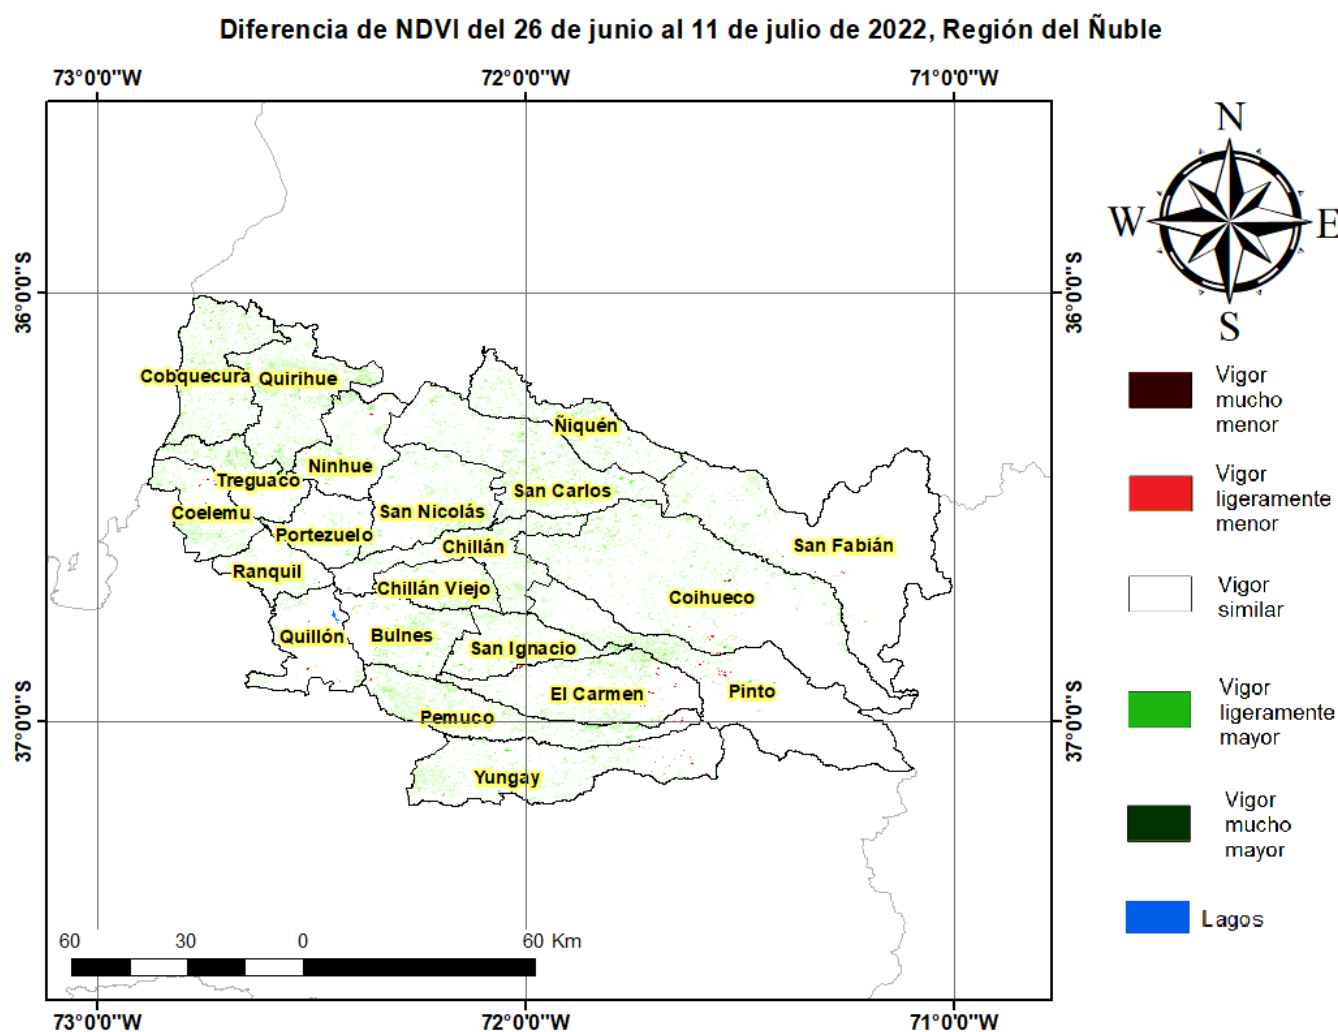 Diferencia de NDVI del 26 de junio al 11 de julio de 2022, Región del Ñuble
73°0'0"W
72°0'0"W
71°0'0"W
N
W
E
S
36°0'0"S
36°0'0"S
Cobquecura
Quirihue
Ñiquén
Ninhue
Treguaco
San Carlos
Coelemu
San Nicolás
Portezuelo
Chillán
San Fabián
Ranquil
Chillán Viejo
Coihueco
Quillón
Bulnes
San Ignacio
El Carmen
Pinto
Pemuco
Yungay
37°0'0"S
37°0'0"S
Vigor
mucho
menor
Vigor
ligeramente
menor
Vigor
similar
Vigor
ligeramente
mayor
Vigor
mucho
mayor
Lagos
60
30
0
60 Km
73°0'0"W
72°0'0"W
71°0'0"W